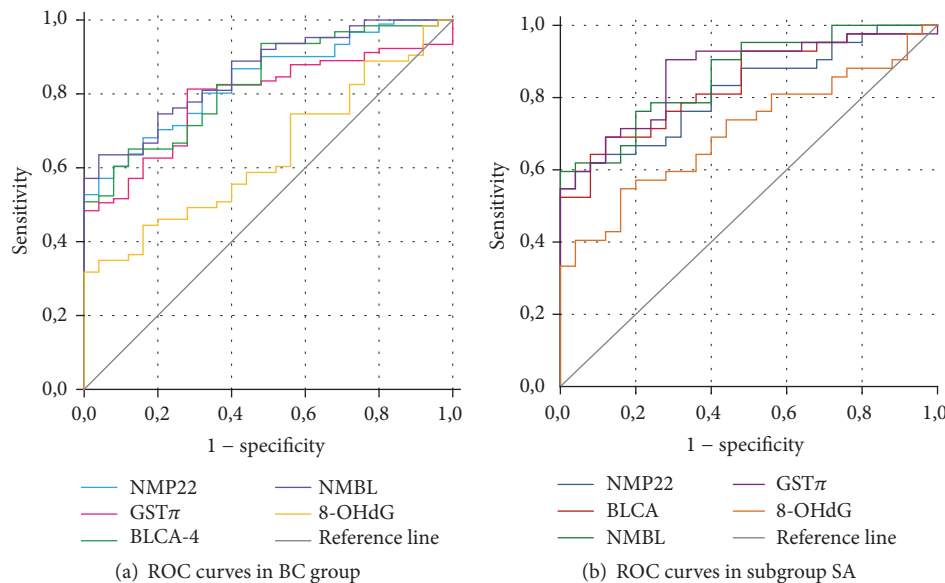 1,0
0,8
0,6
0,4
0,2
0,0
Sensitivity
0,0 0,2 0,4 0,6 0,8 1,0
1 − specificity
NMP22 NMBL
GSTπ 8-OHdG
BLCA-4 Reference line
(a) ROC curves in BC group
1,0
0,8
0,6
0,4
0,2
0,0
Sensitivity
0,0 0,2 0,4 0,6 0,8 1,0
1 − specificity
NMP22 GSTπ
BLCA 8-OHdG
NMBL Reference line
(b) ROC curves in subgroup SA